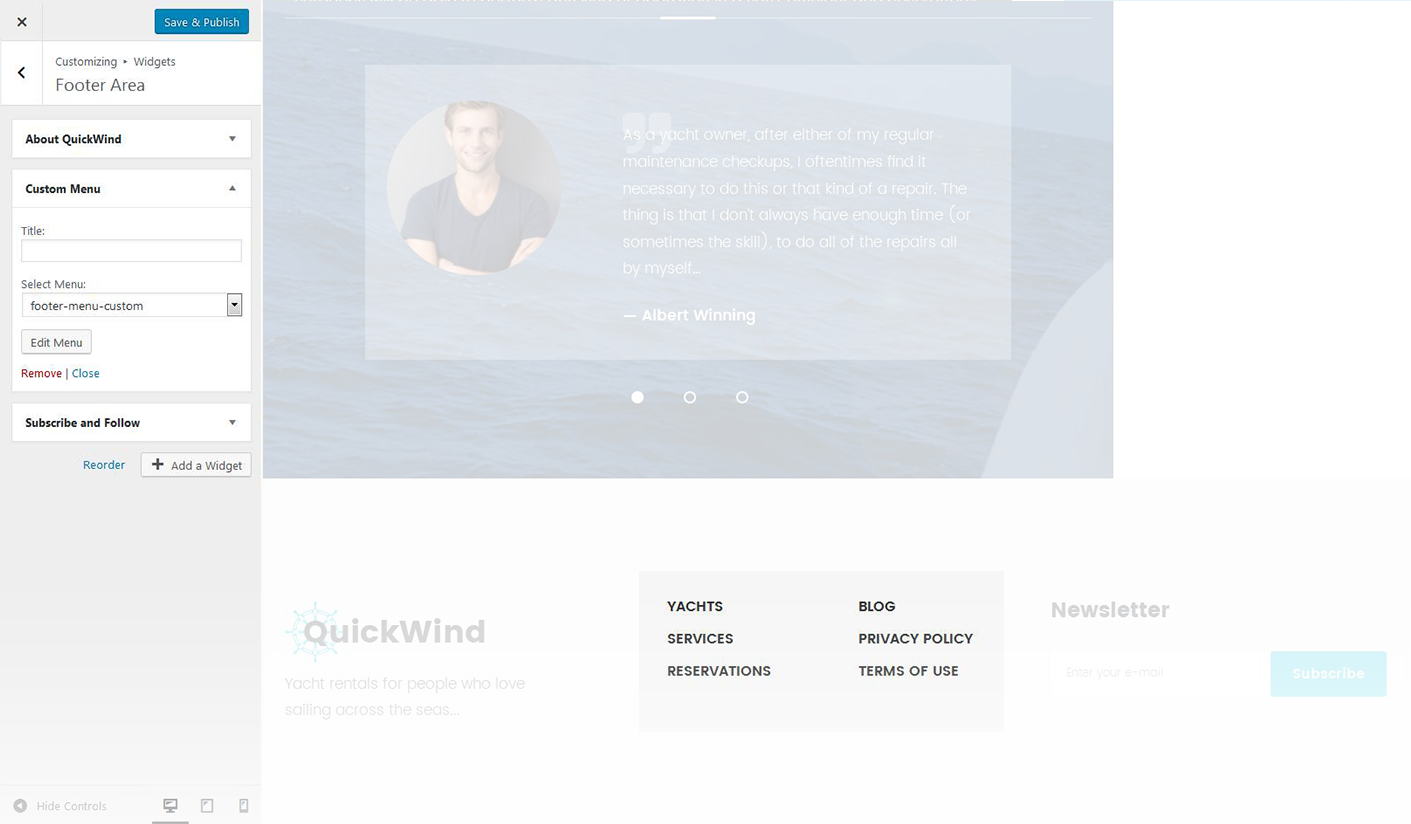 Save & Publish
Customizing ▸ Widgets
Footer Area
About QuickWind
Custom Menu
Title:
Select Menu:
footer-menu-custom
Edit Menu
Remove | Close
Subscribe and Follow
Reorder
Add a Widget
Hide Controls
As a yacht owner, after either of my regular
maintenance checkups, I oftentimes find it
necessary to do this or that kind of a repair. The
thing is that I don't always have enough time (or
sometimes the skill), to do all of the repairs all
by myself...
— Albert Winning
QuickWind
Yacht rentals for people who love
sailing across the seas...
YACHTS
SERVICES
RESERVATIONS
BLOG
PRIVACY POLICY
TERMS OF USE
Newsletter
Enter your e-mail
Subscribe